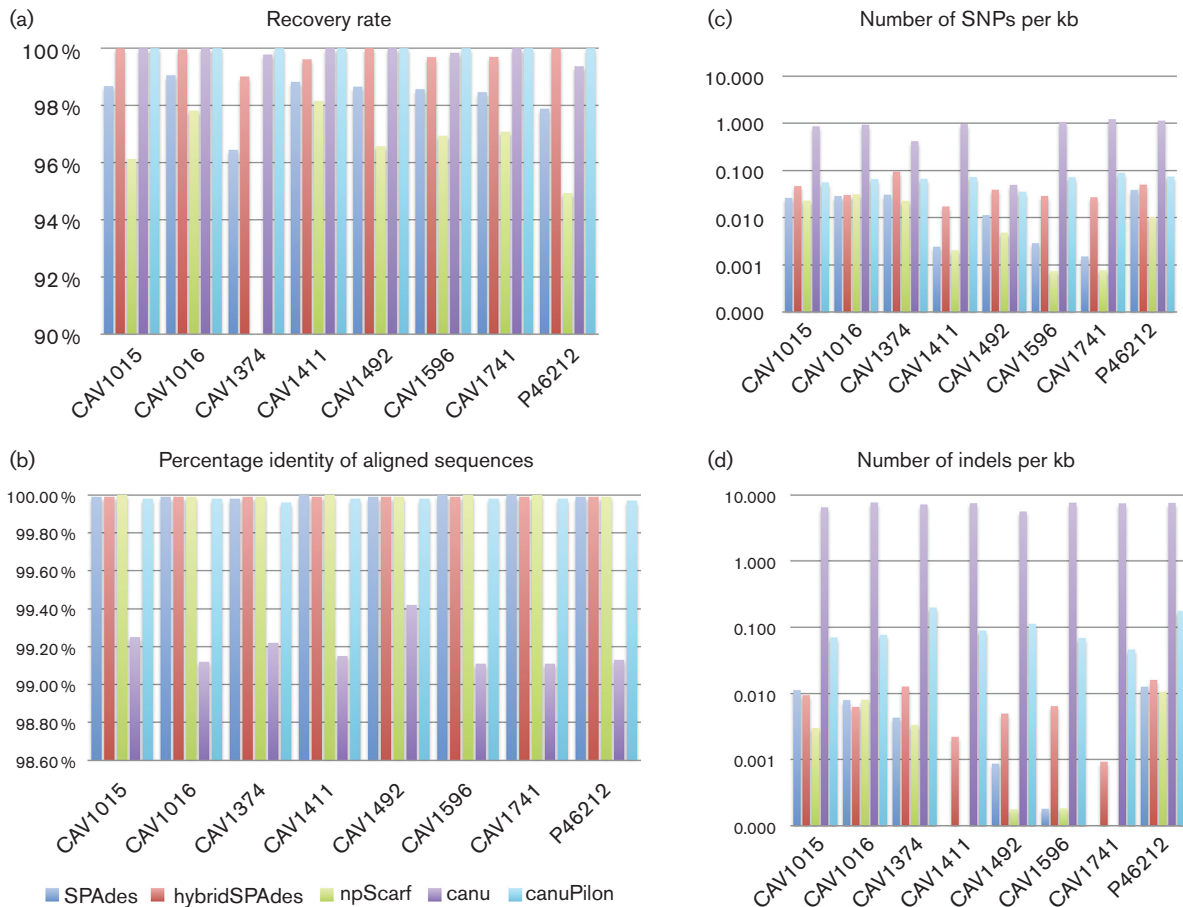 (a)
Recovery rate
100 %
98 %
96 %
94 %
92 %
90 %
CAV1015
CAV1016
CAV1374
CAV1411
CAV1492
CAV1596
CAV1741
P46212
(b)
Percentage identity of aligned sequences
100.00 %
99.80 %
99.60 %
99.40 %
99.20 %
99.00 %
98.80 %
98.60 %
CAV1015
CAV1016
CAV1374
CAV1411
CAV1492
CAV1596
CAV1741
P46212
SPAdes hybridSPAdes npScarf canu canuPilon
(c)
Number of SNPs per kb
10.000
1.000
0.100
0.010
0.001
0.000
CAV1015
CAV1016
CAV1374
CAV1411
CAV1492
CAV1596
CAV1741
P46212
(d)
Number of indels per kb
10.000
1.000
0.100
0.010
0.001
0.000
CAV1015
CAV1016
CAV1374
CAV1411
CAV1492
CAV1596
CAV1741
P46212